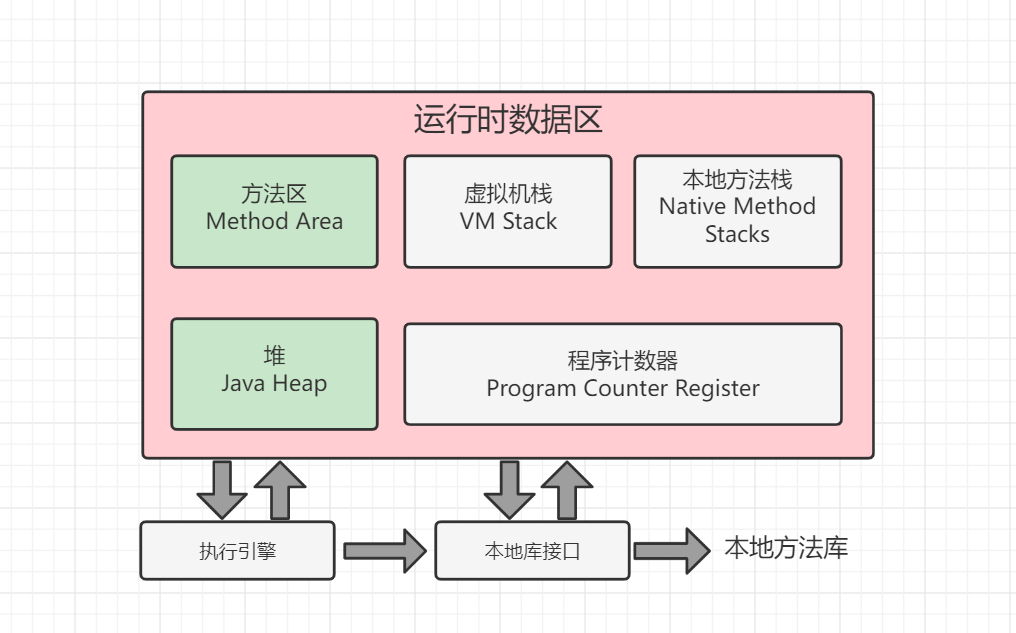 运行时数据区
方法区
Method Area
虚拟机栈
VM Stack
本地方法栈
Native Method
Stacks
堆
Java Heap
程序计数器
Program Counter Register
执行引擎
本地库接口
本地方法库